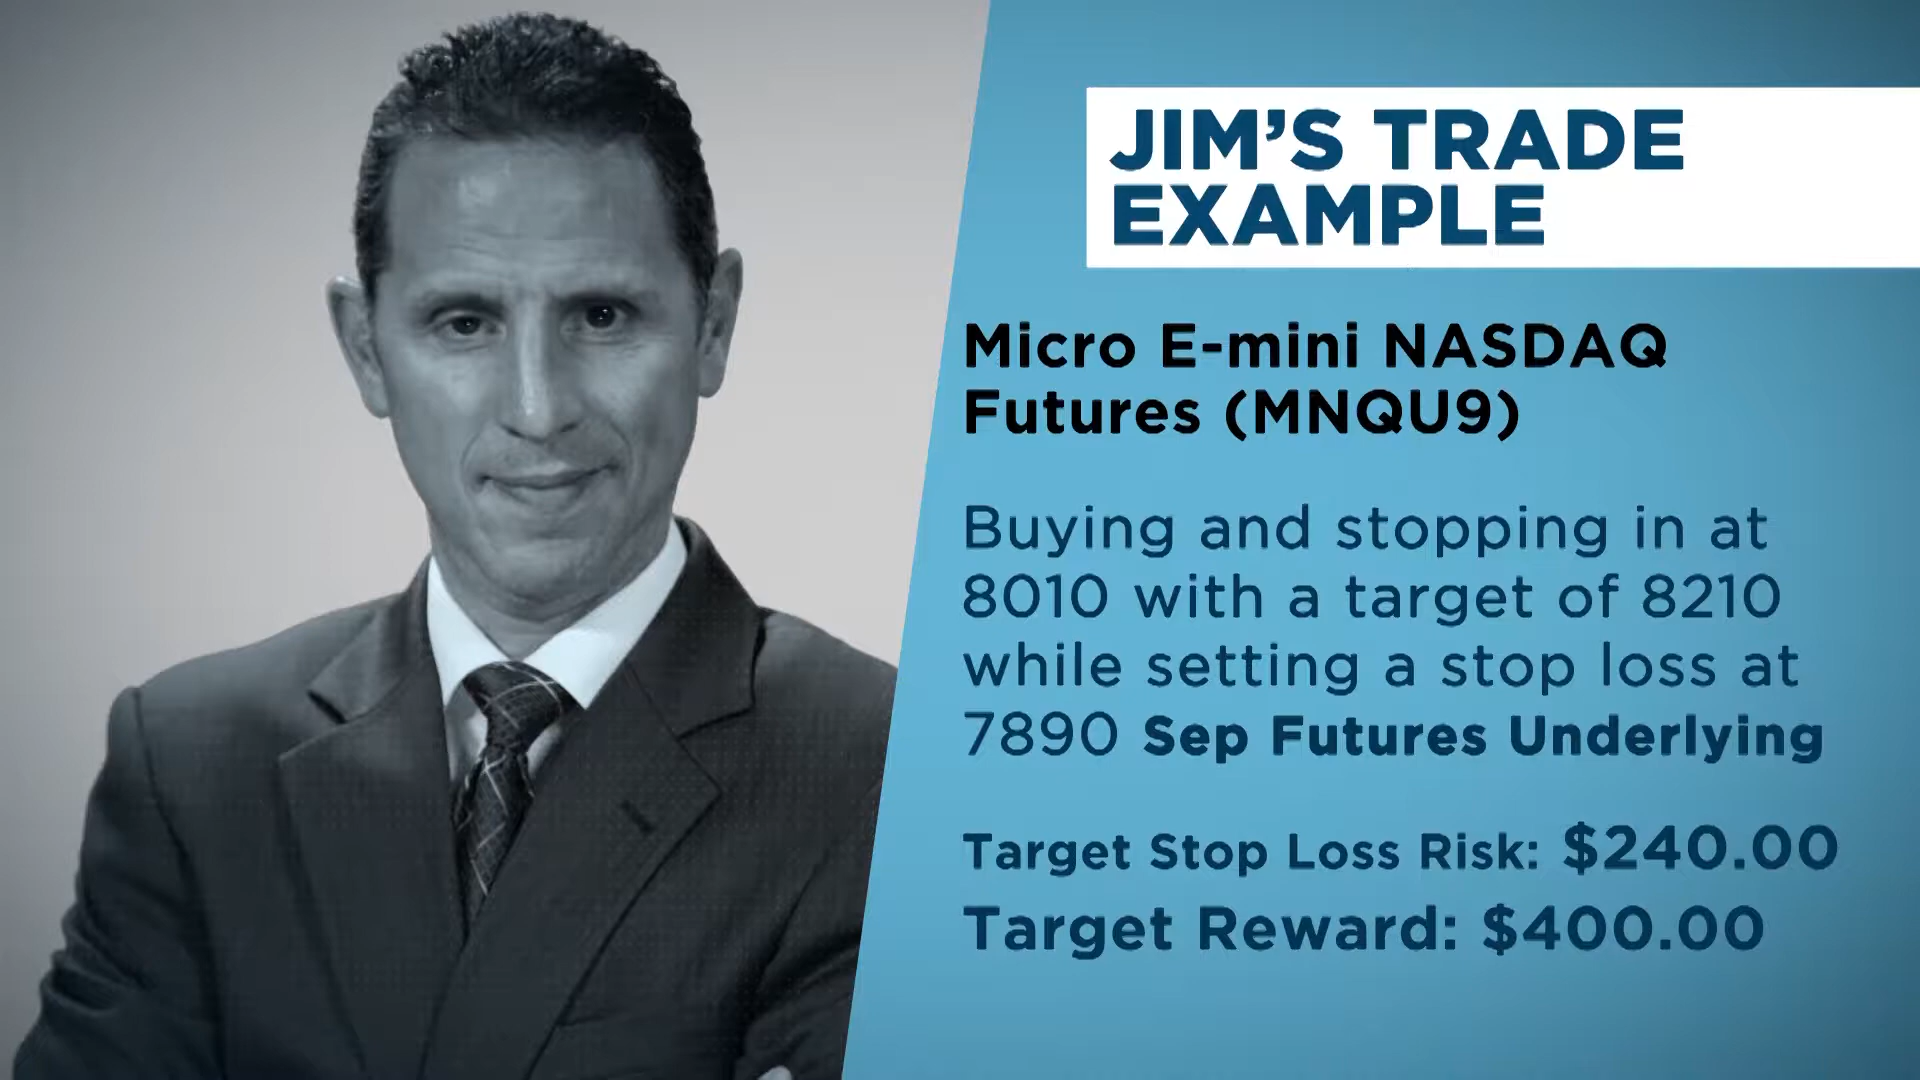 JIM'S TRADE
EXAMPLE
Micro E-mini NASDAQ
Futures (MNQU9)
Buying and stopping in at
8010 with a target of 8210
while setting a stop loss at
7890 Sep Futures Underlying
Target Stop Loss Risk: $240.00
Target Reward: $400.00